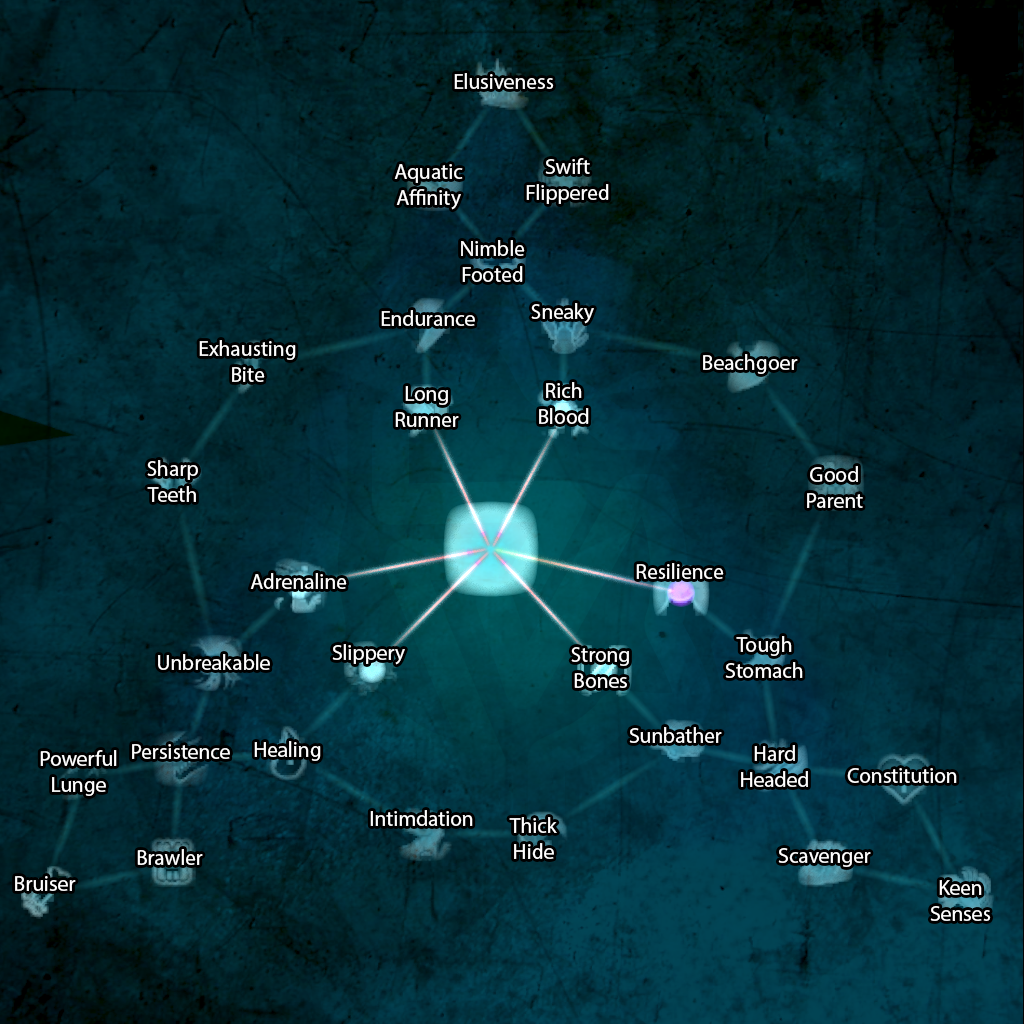 Elusiveness
Aquatic
Affinity
Swift
Flippered
Nimble
Footed
Endurance
Sneaky
Exhausting
Bite
Beachgoer
Long
Runner
Rich
Blood
Sharp
Teeth
Good
Parent
Adrenaline
Resilience
Unbreakable
Slippery
Strong
Bones
Tough
Stomach
Powerful
Lunge
Persistence
Healing
Sunbather
Hard
Headed
Constitution
Intimdation
Thick
Hide
Brawler
Scavenger
Bruiser
Keen
Senses